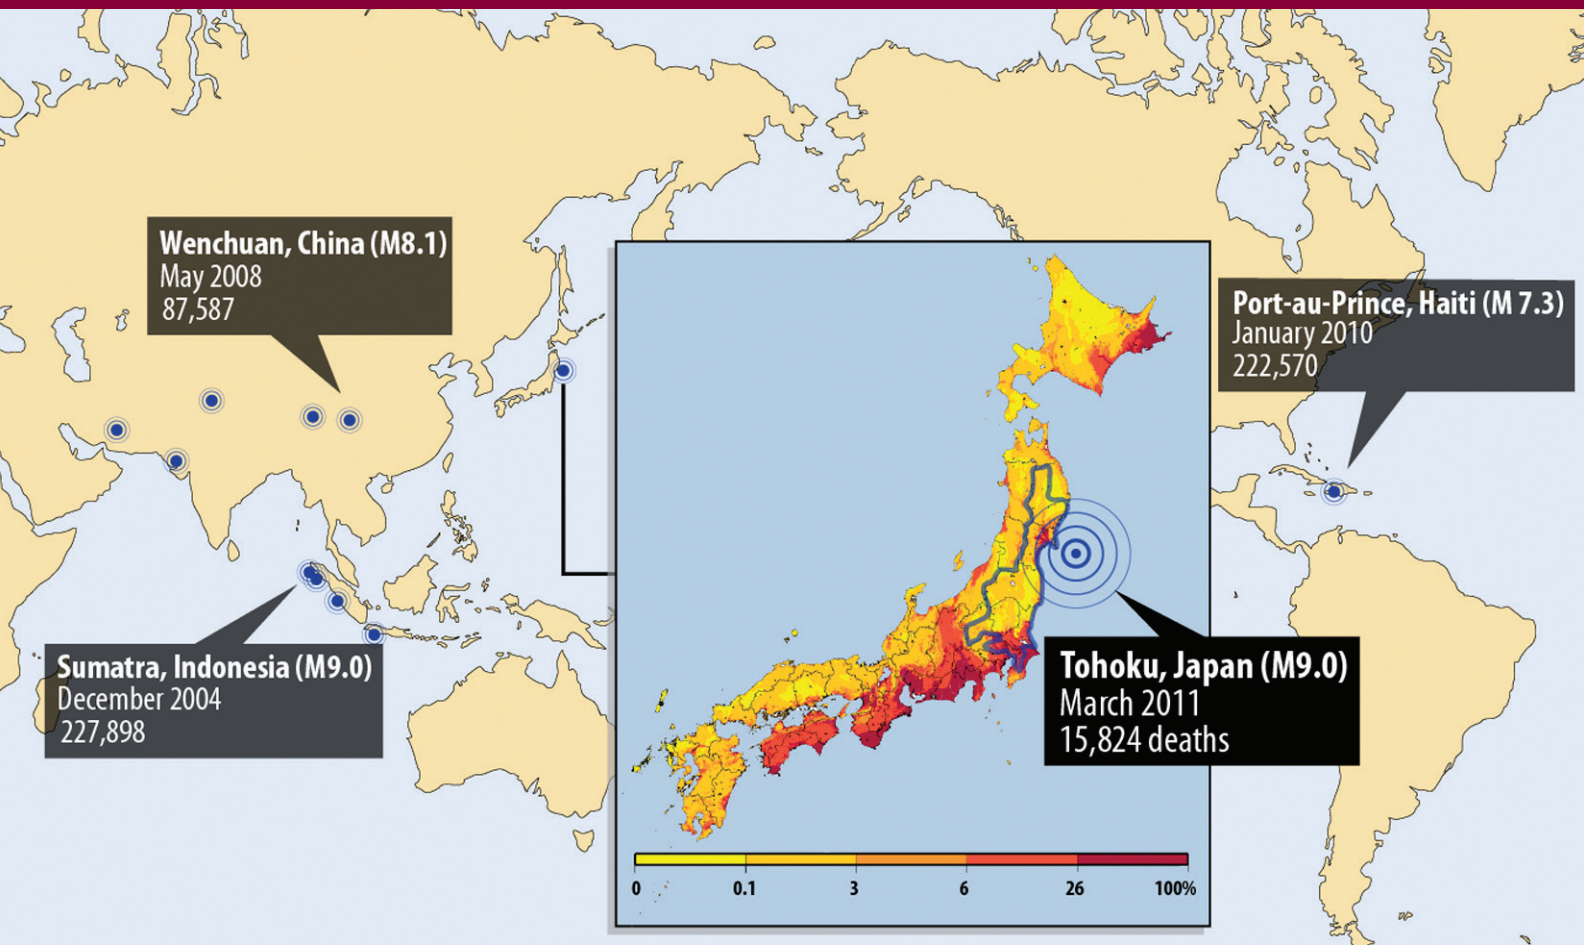 Wenchuan, China (M8.1)
May 2008
87,587
Port-au-Prince, Haiti (M 7.3)
January 2010
222,570
Sumatra, Indonesia (M9.0)
December 2004
227,898
Tohoku, Japan (M9.0)
March 2011
15,824 deaths
0 0.1 3 6 26 100%